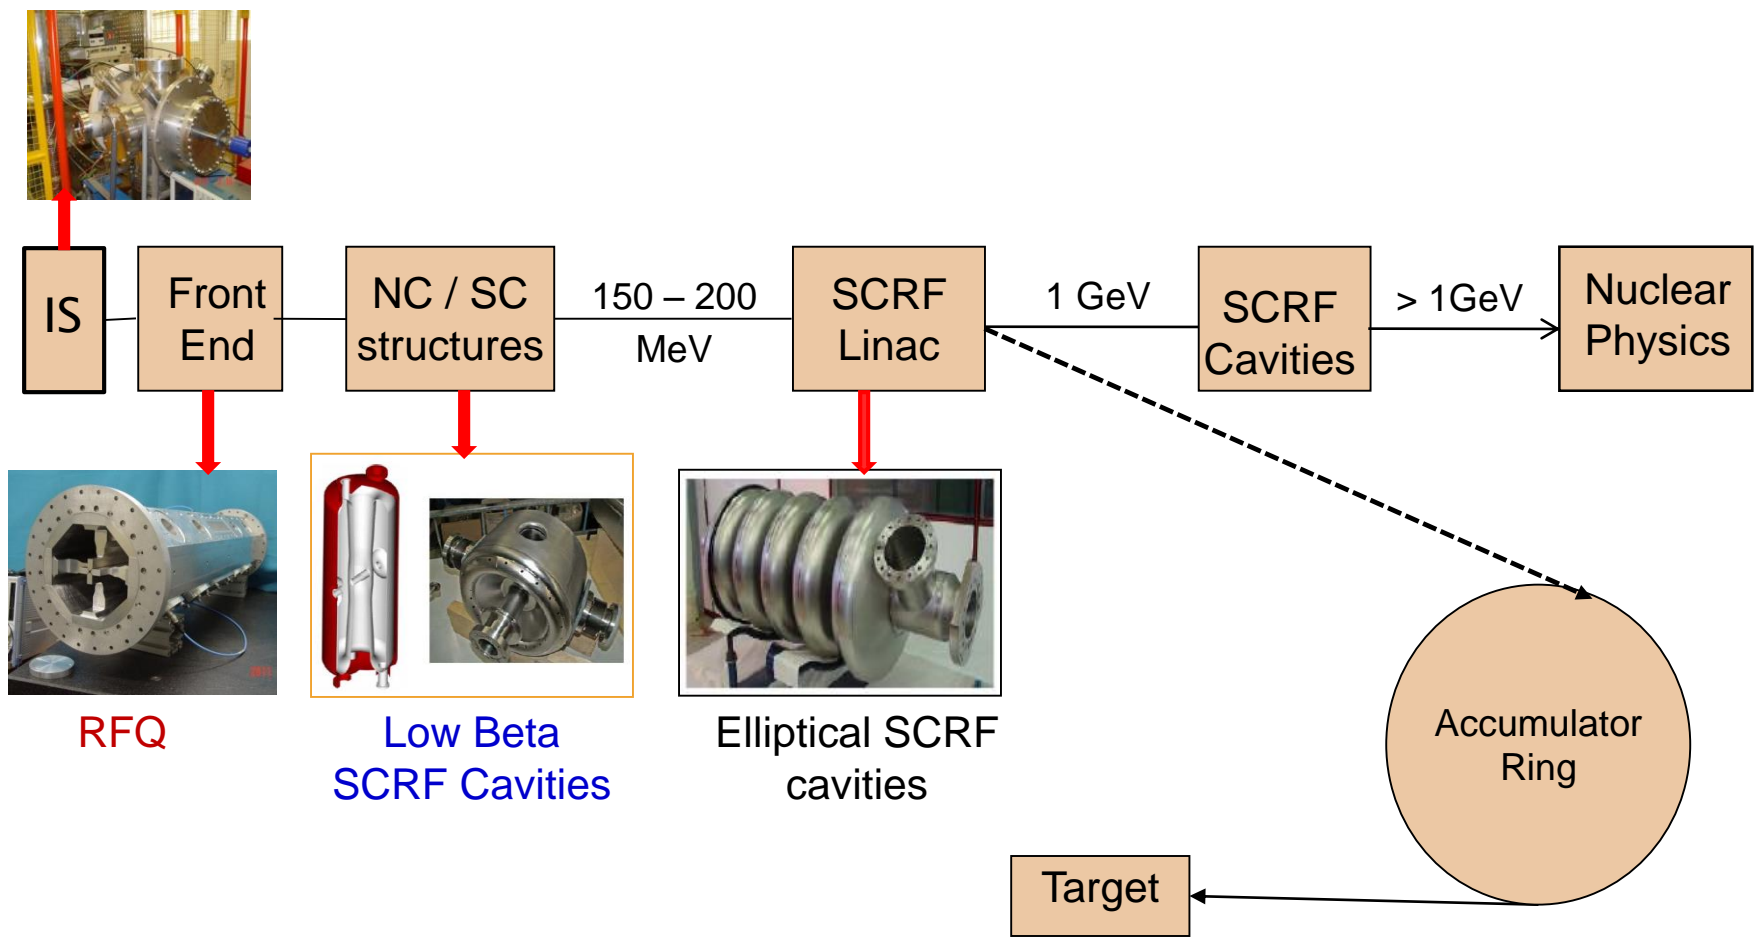 IS
Front
End
NC / SC
structures
150 – 200
MeV
SCRF
Linac
1 GeV
SCRF
Cavities
> 1GeV
Nuclear
Physics
RFQ
Low Beta
SCRF Cavities
Elliptical SCRF
cavities
Accumulator
Ring
Target